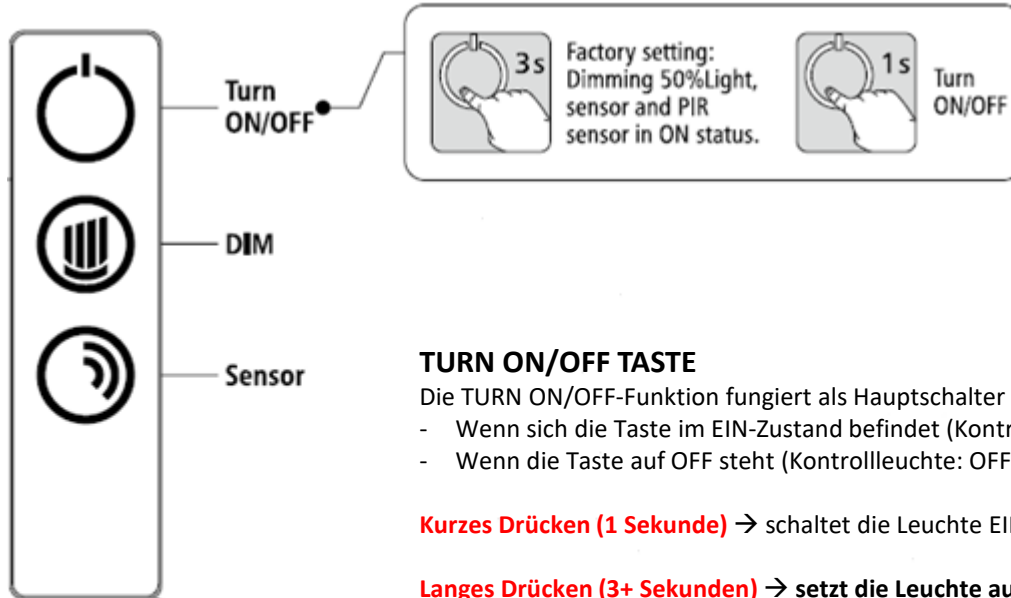 Turn
ON/OFF
DIM
Sensor
3s
Factory setting:
Dimming 50%Light,
sensor and PIR
sensor in ON status.
1s
Turn
ON/OFF
TURN ON/OFF TASTE
Die TURN ON/OFF-Funktion fungiert als Hauptschalter
- Wenn sich die Taste im EIN-Zustand befindet (Kontr
- Wenn die Taste auf OFF steht (Kontrollleuchte: OFF
Kurzes Drücken (1 Sekunde) → schaltet die Leuchte EI
Langes Drücken (3+ Sekunden) → setzt die Leuchte au